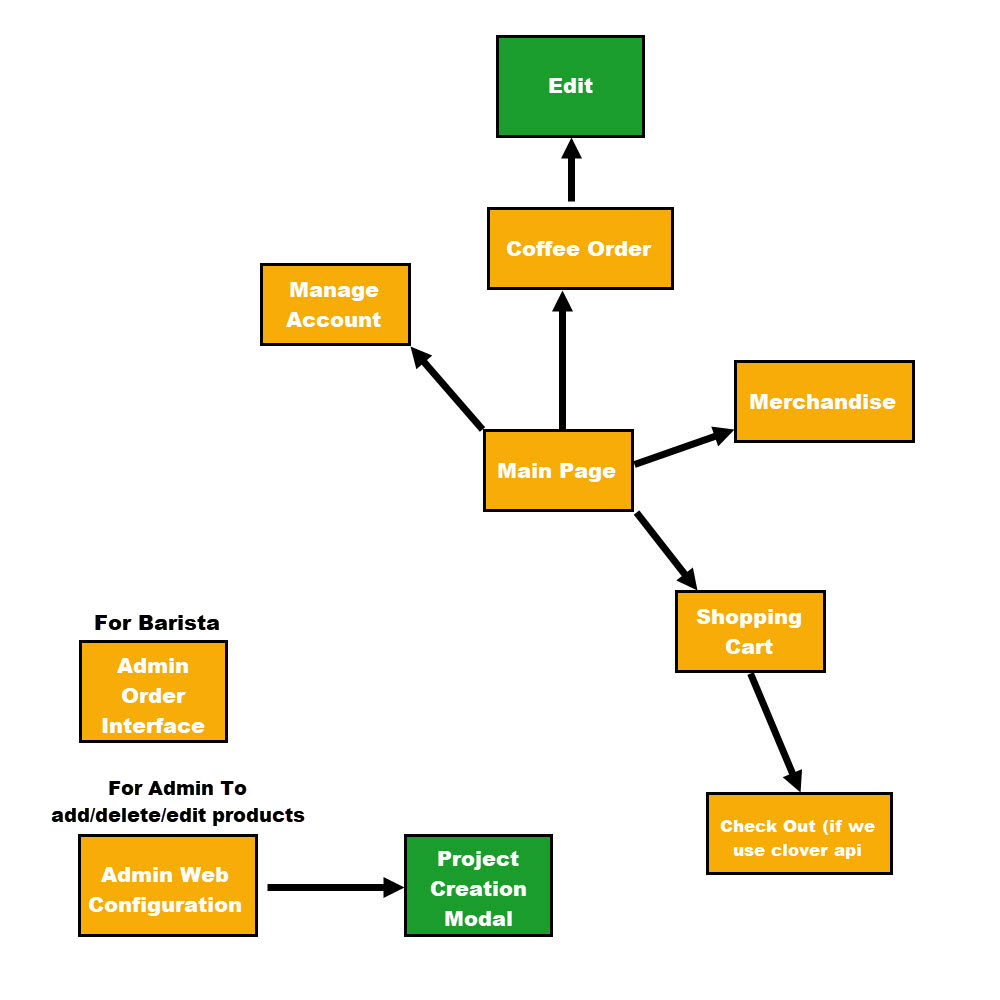 Edit
Coffee Order
Manage
Account
Merchandise
Main Page
Shopping
Cart
For Barista
Admin
Order
Interface
For Admin To
add/delete/edit products
Check Out (if we
use clover api
Admin Web
Configuration
Project
Creation
Modal